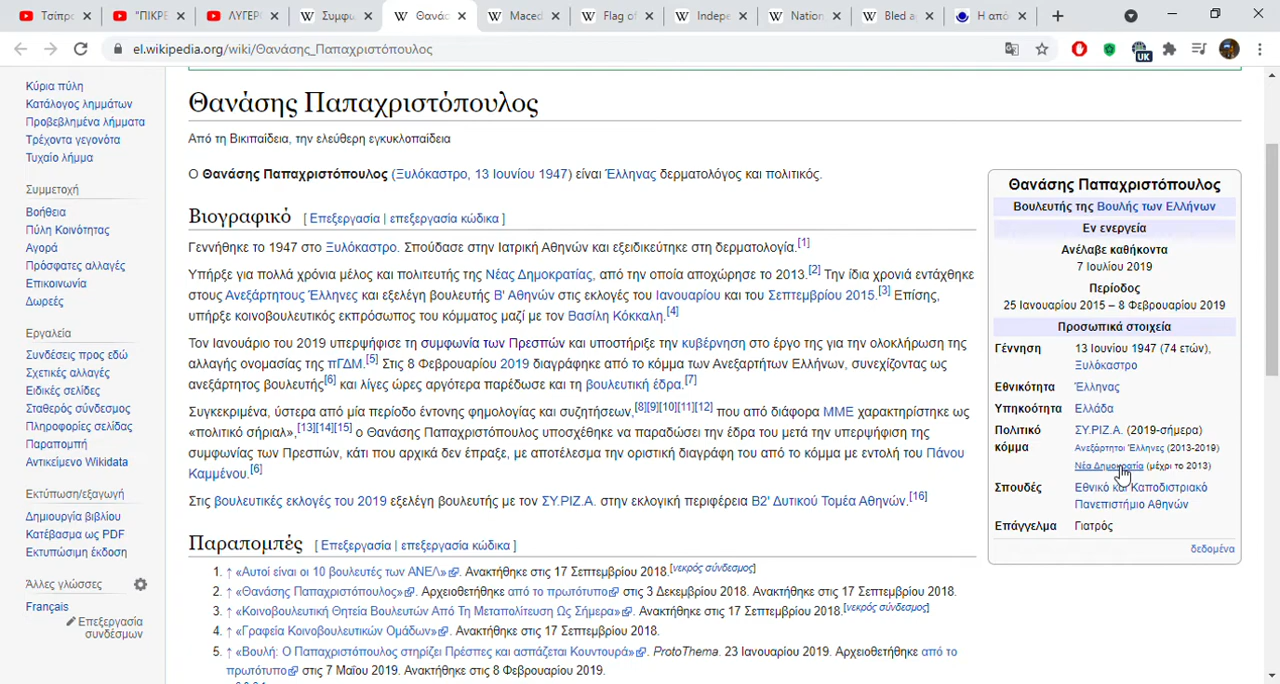 Τσίπρ
"ΠΙΚΡΕ
ΛΥΓΕΡ
Συμφω
Θανάσ
Maced
Flag of
Indepe
Nation
Bled a
Η από
el.wikipedia.org/wiki/Θανάσης_Παπαχριστόπουλος
UK
Κύρια πύλη
Κατάλογος λημμάτων
Προβεβλημένα λήμματα
Τρέχοντα γεγονότα
Τυχαίο λήμμα
Συμμετοχή
Βοήθεια
Πύλη Κοινότητας
Αγορά
Πρόσφατες αλλαγές
Επικοινωνία
Δωρεές
Εργαλεία
Συνδέσεις προς εδώ
Σχετικές αλλαγές
Ειδικές σελίδες
Σταθερός σύνδεσμος
Πληροφορίες σελίδας
Παραπομπή
Αντικείμενο Wikidata
Εκτύπωση/εξαγωγή
Δημιουργία βιβλίου
Κατέβασμα ως PDF
Εκτυπώσιμη έκδοση
Άλλες γλώσσες
Français
Επεξεργασία
συνδέσμων
Θανάσης Παπαχριστόπουλος
Από τη Βικιπαίδεια, την ελεύθερη εγκυκλοπαίδεια
Ο Θανάσης Παπαχριστόπουλος (Ξυλόκαστρο, 13 Ιουνίου 1947) είναι Έλληνας δερματολόγος και πολιτικός.
Βιογραφικό [ Επεξεργασία | επεξεργασία κώδικα ]
Γεννήθηκε το 1947 στο Ξυλόκαστρο. Σπούδασε στην Ιατρική Αθηνών και εξειδικεύτηκε στη δερματολογία.[1]
Υπήρξε για πολλά χρόνια μέλος και πολιτευτής της Νέας Δημοκρατίας, από την οποία αποχώρησε το 2013.[2] Την ίδια χρονιά εντάχθηκε
στους Ανεξάρτητους Έλληνες και εξελέγη βουλευτής Β' Αθηνών στις εκλογές του Ιανουαρίου και του Σεπτεμβρίου 2015.[3] Επίσης,
υπήρξε κοινοβουλευτικός εκπρόσωπος του κόμματος μαζί με τον Βασίλη Κόκκαλη.[4]
Τον Ιανουάριο του 2019 υπερψήφισε τη συμφωνία των Πρεσπών και υποστήριξε την κυβέρνηση στο έργο της για την ολοκλήρωση της
αλλαγής ονομασίας της πΓΔΜ.[5] Στις 8 Φεβρουαρίου 2019 διαγράφηκε από το κόμμα των Ανεξαρτήτων Ελλήνων, συνεχίζοντας ως
ανεξάρτητος βουλευτής[6] και λίγες ώρες αργότερα παρέδωσε και τη βουλευτική έδρα.[7]
Συγκεκριμένα, ύστερα από μία περίοδο έντονης φημολογίας και συζητήσεων,[8][9][10][11][12] που από διάφορα ΜΜΕ χαρακτηρίστηκε ως
«πολιτικό σήριαλ»,[13][14][15] ο Θανάσης Παπαχριστόπουλος υποσχέθηκε να παραδώσει την έδρα του μετά την υπερψήφιση της
συμφωνίας των Πρεσπών, κάτι που αρχικά δεν έπραξε, με αποτέλεσμα την οριστική διαγραφή του από το κόμμα με εντολή του Πάνου
Καμμένου.[6]
Στις βουλευτικές εκλογές του 2019 εξελέγη βουλευτής με τον ΣΥ.ΡΙΖ.Α. στην εκλογική περιφέρεια Β2' Δυτικού Τομέα Αθηνών.[16]
Παραπομπές [ Επεξεργασία | επεξεργασία κώδικα ]
1. ↑ «Αυτοί είναι οι 10 βουλευτές των ΑΝΕΛ». Ανακτήθηκε στις 17 Σεπτεμβρίου 2018.[νεκρός σύνδεσμος]
2. ↑ «Θανάσης Παπαχριστόπουλος». Αρχειοθετήθηκε από το πρωτότυπο στις 3 Δεκεμβρίου 2018. Ανακτήθηκε στις 17 Σεπτεμβρίου 2018.
3. ↑ «Κοινοβουλευτική Θητεία Βουλευτών Από Τη Μεταπολίτευση Ως Σήμερα». Ανακτήθηκε στις 17 Σεπτεμβρίου 2018.[νεκρός σύνδεσμος]
4. ↑ «Γραφεία Κοινοβουλευτικών Ομάδων». Ανακτήθηκε στις 17 Σεπτεμβρίου 2018.
5. ↑ «Βουλή: Ο Παπαχριστόπουλος στηρίζει Πρέσπες και ασπάζεται Κουντουρά». ProtoThema. 23 Ιανουαρίου 2019. Αρχειοθετήθηκε από το
πρωτότυπο στις 7 Μαΐου 2019. Ανακτήθηκε στις 8 Φεβρουαρίου 2019.
Θανάσης Παπαχριστόπουλος
Βουλευτής της Βουλής των Ελλήνων
Εν ενεργεία
Ανέλαβε καθήκοντα
7 Ιουλίου 2019
Περίοδος
25 Ιανουαρίου 2015 – 8 Φεβρουαρίου 2019
Προσωπικά στοιχεία
Γέννηση 13 Ιουνίου 1947 (74 ετών),
Ξυλόκαστρο
Εθνικότητα Έλληνας
Υπηκοότητα Ελλάδα
Πολιτικό ΣΥ.ΡΙΖ.Α. (2019-σήμερα)
κόμμα Ανεξάρτητοι Έλληνες (2013-2019)
Νέα Δημοκρατία (μέχρι το 2013)
Σπουδές Εθνικό και Καποδιστριακό
Πανεπιστήμιο Αθηνών
Επάγγελμα Γιατρός
δεδομένα